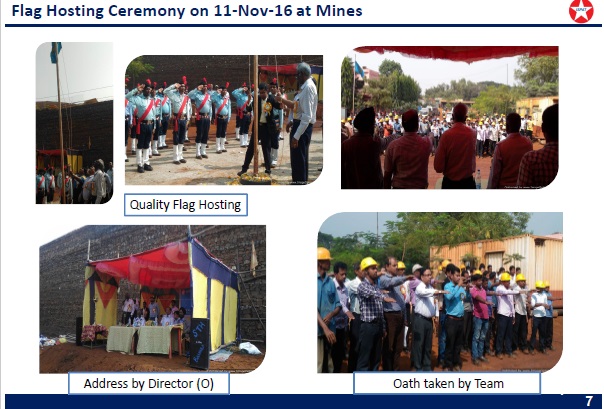 Flag Hosting Ceremony on 11-Nov-16 at Mines
Quality Flag Hosting
Address by Director (O)
Oath taken by Team
7